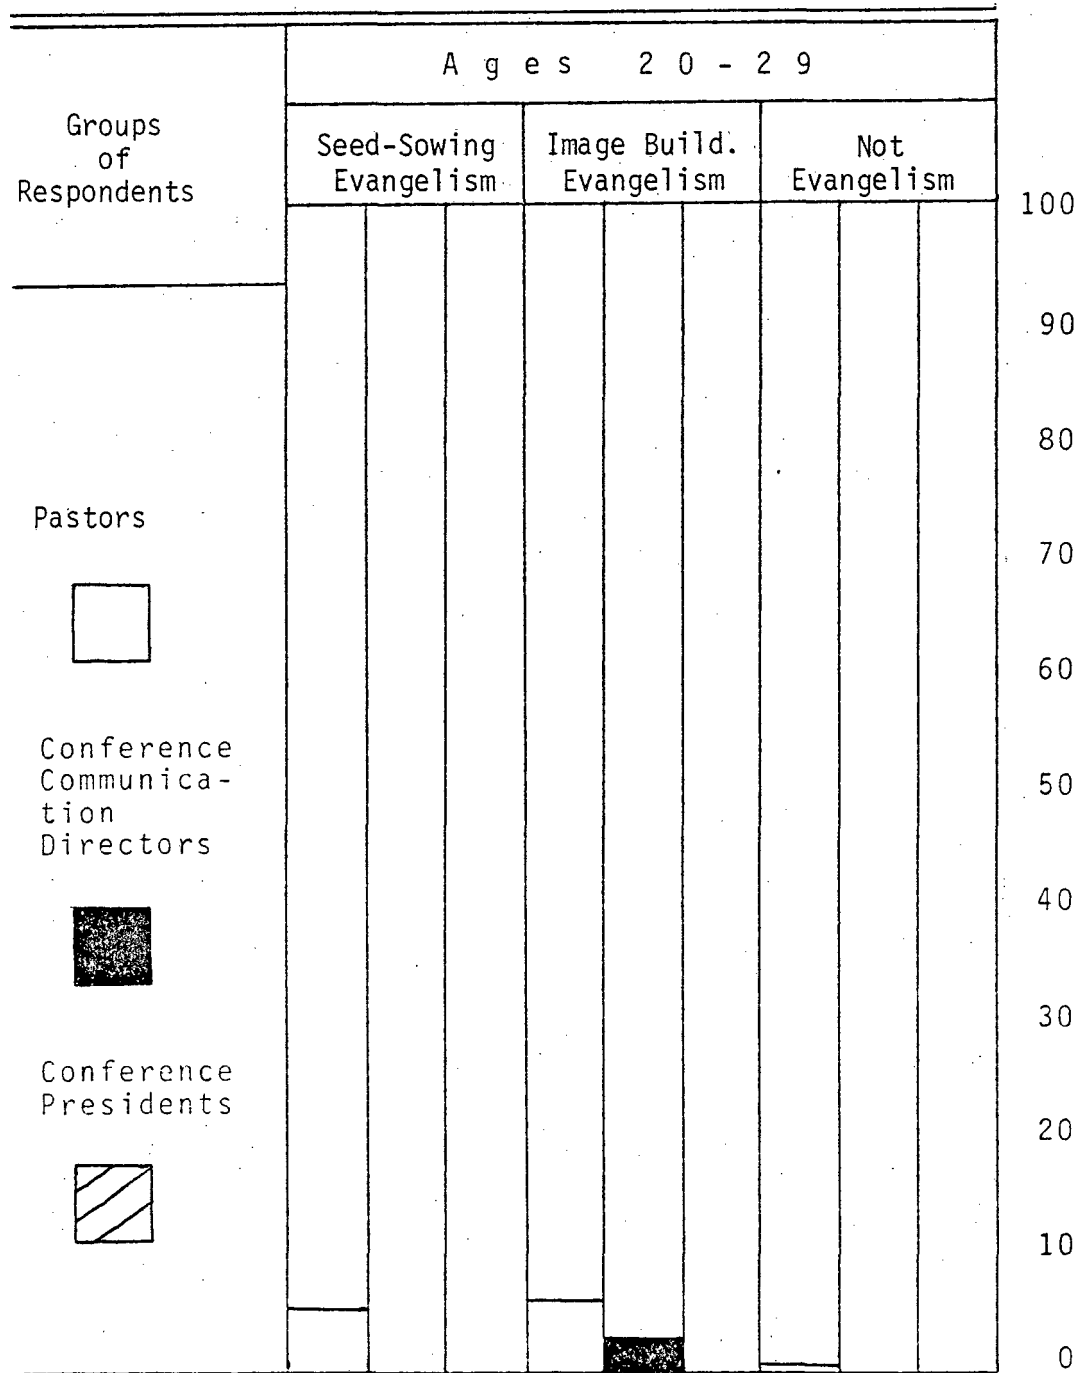 Ages 20-29
Groups
of
Respondents
Seed-Sowing
Evangelism
Image Build.
Evangelism
Not
Evangelism
100
90
80
Pastors
70
60
Conference
Communica-
tion
Directors
50
40
30
Conference
Presidents
20
10
0